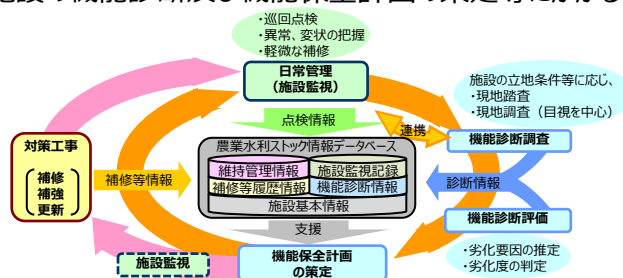 ・巡回点検
・異常、変状の把握
・軽微な補修
日常管理
(施設監視)
施設の立地条件等に応じ、
・現地踏査
・現地調査(目視を中心)
点検情報
連携
対策工事
補修
補強
更新
補修等情報
農業水利ストック情報データベース
維持管理情報
施設監視記録
補修等履歴情報
機能診断情報
施設基本情報
機能診断調査
診断情報
機能診断評価
支援
施設監視
機能保全計画
の策定
・劣化要因の推定
・劣化度の判定